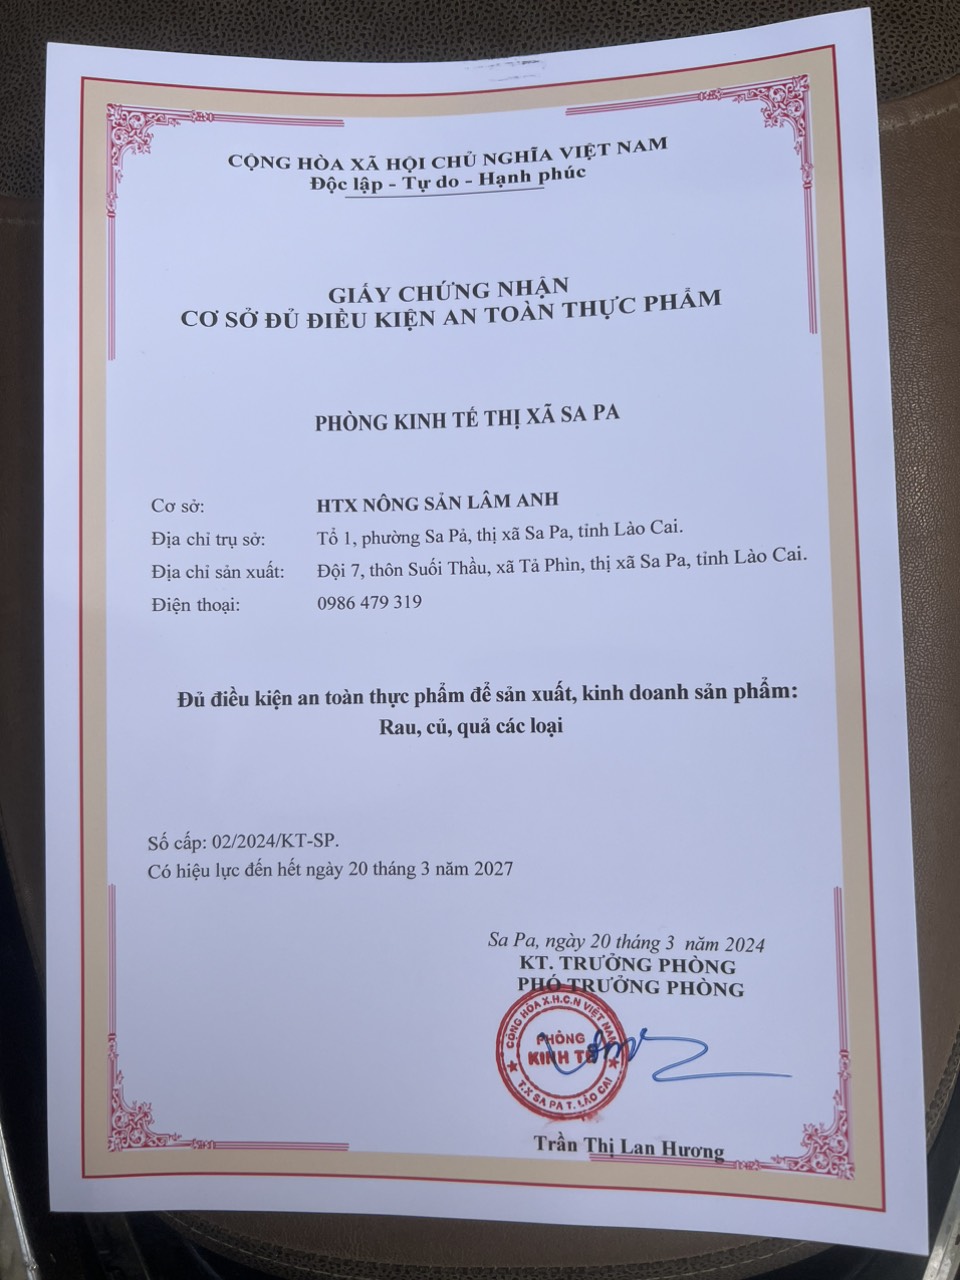 CỘNG HÒA XÃ HỘI CHỦ NGHĨA VIỆT NAM
Độc lập - Tự do - Hạnh phúc
GIẤY CHỨNG NHẬN
CƠ SỞ ĐỦ ĐIỀU KIỆN AN TOÀN THỰC PHẨM
PHÒNG KINH TẾ THỊ XÃ SA PA
Cơ sở: HTX NÔNG SẢN LÂM ANH
Địa chỉ trụ sở: Tổ 1, phường Sa Pả, thị xã Sa Pa, tỉnh Lào Cai.
Địa chỉ sản xuất: Đội 7, thôn Suối Thầu, xã Tả Phìn, thị xã Sa Pa, tỉnh Lào Cai.
Điện thoại: 0986 479 319
Đủ điều kiện an toàn thực phẩm để sản xuất, kinh doanh sản phẩm:
Rau, củ, quả các loại
Số cấp: 02/2024/KT-SP.
Có hiệu lực đến hết ngày 20 tháng 3 năm 2027
Sa Pa, ngày 20 tháng 3 năm 2024
KT. TRƯỞNG PHÒNG
PHÓ TRƯỞNG PHÒNG
CỘNG HÒA X.H.C.N VIỆT NAM
PHÒNG
KINH TẾ
T.X SA PA T. LÀO CAI
Trần Thị Lan Hương